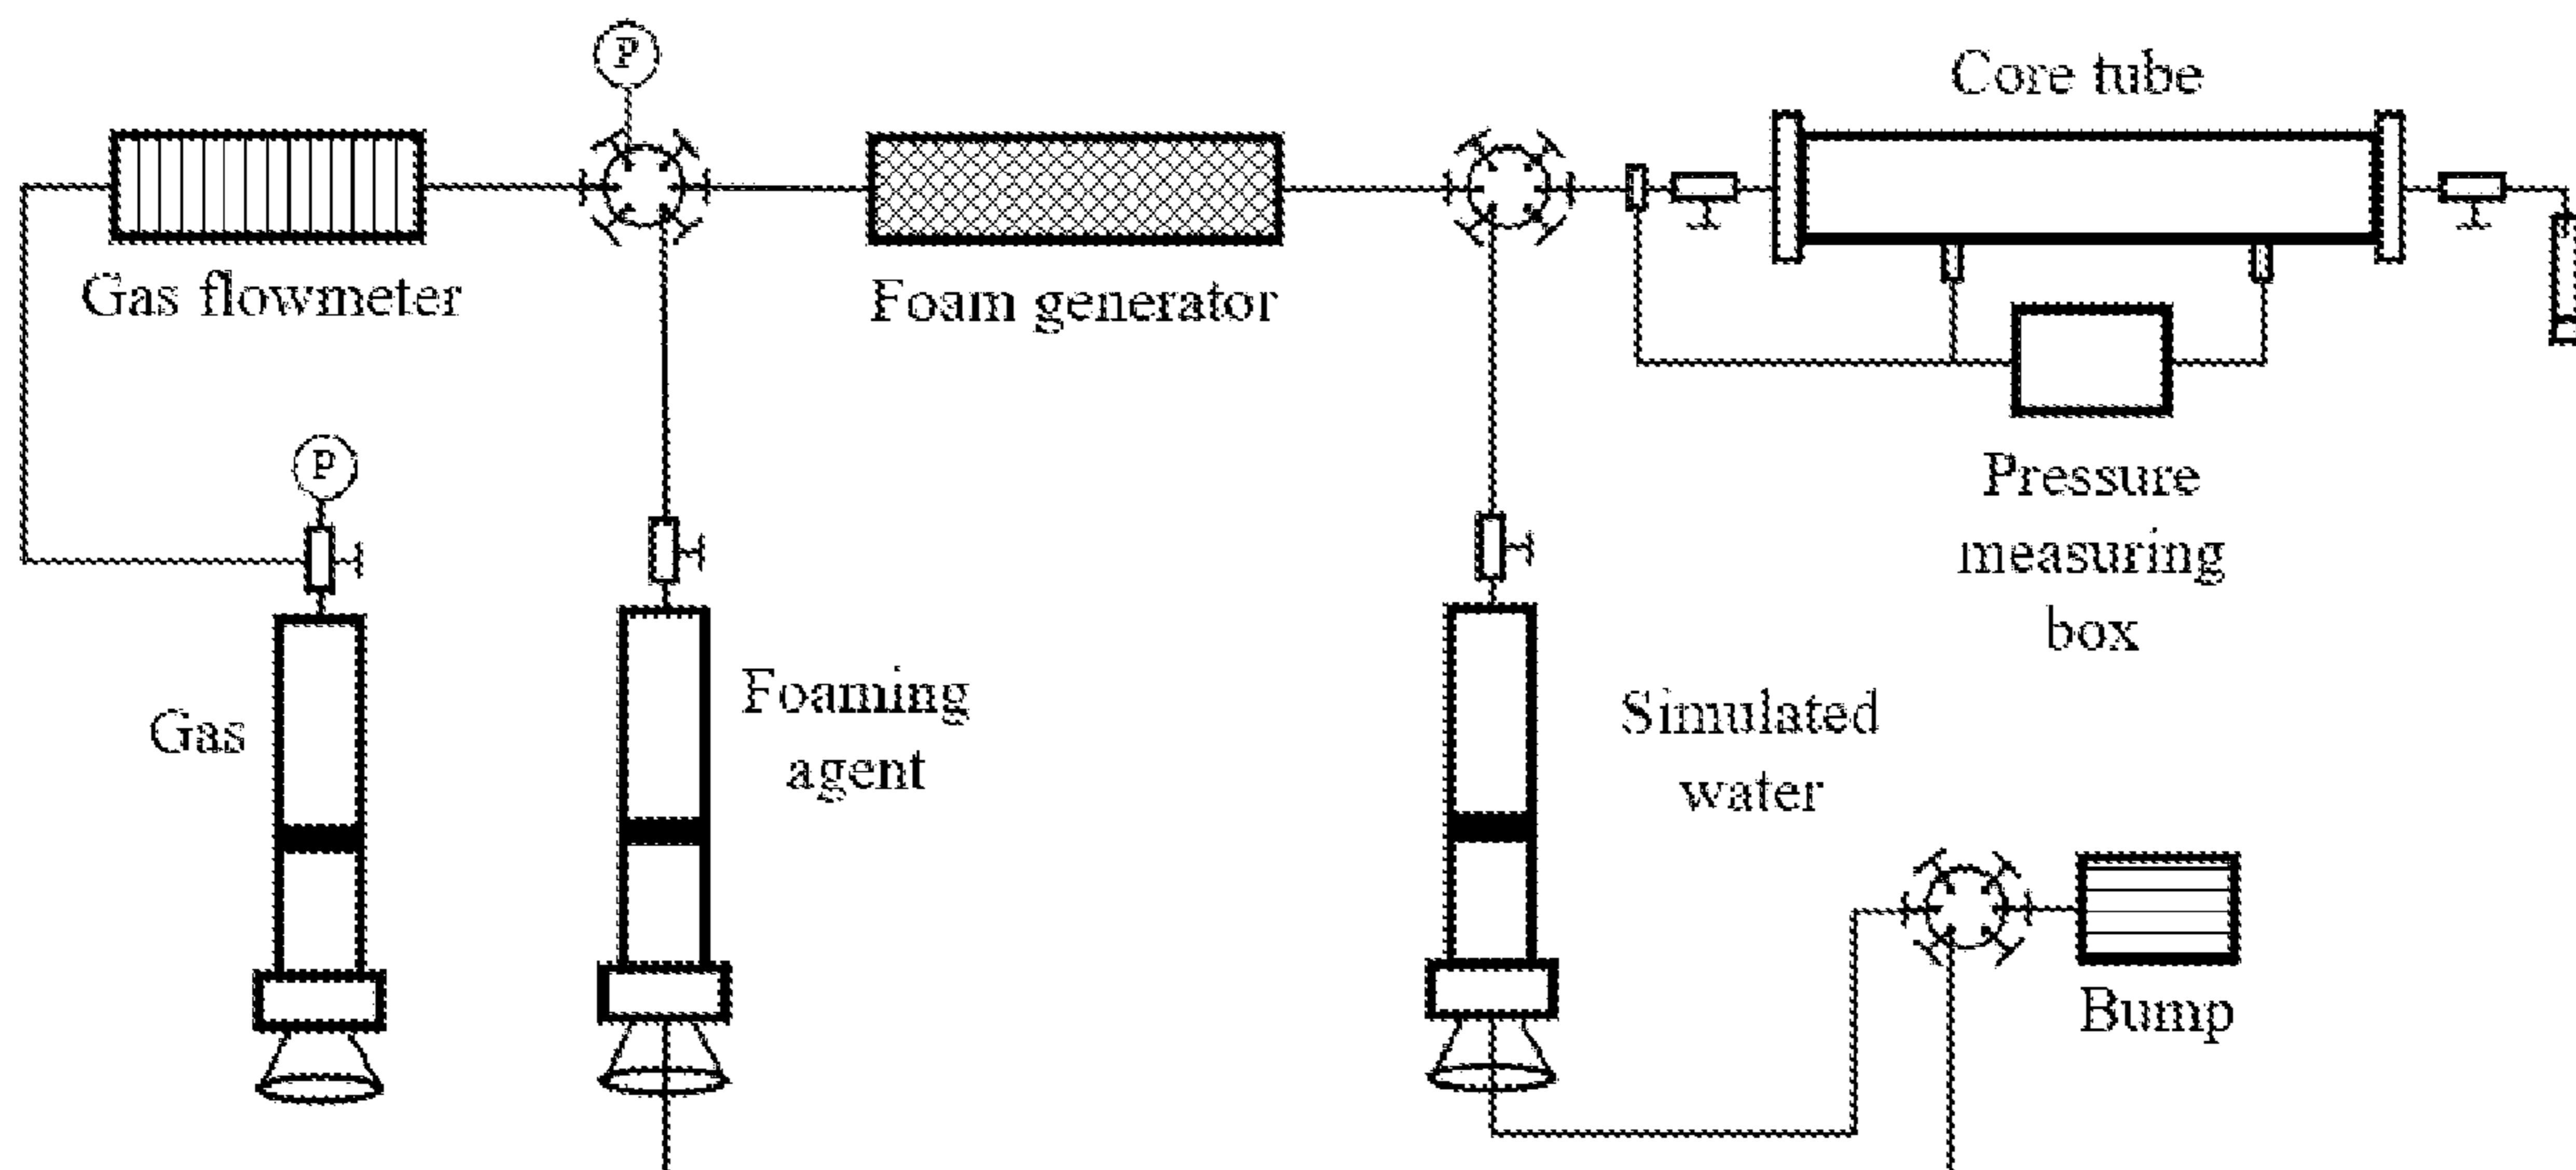 P
Core tube
Gas flowmeter
Foam generator
P
Pressure
measuring
box
Gas
Foaming
agent
Simulated
water
Bump